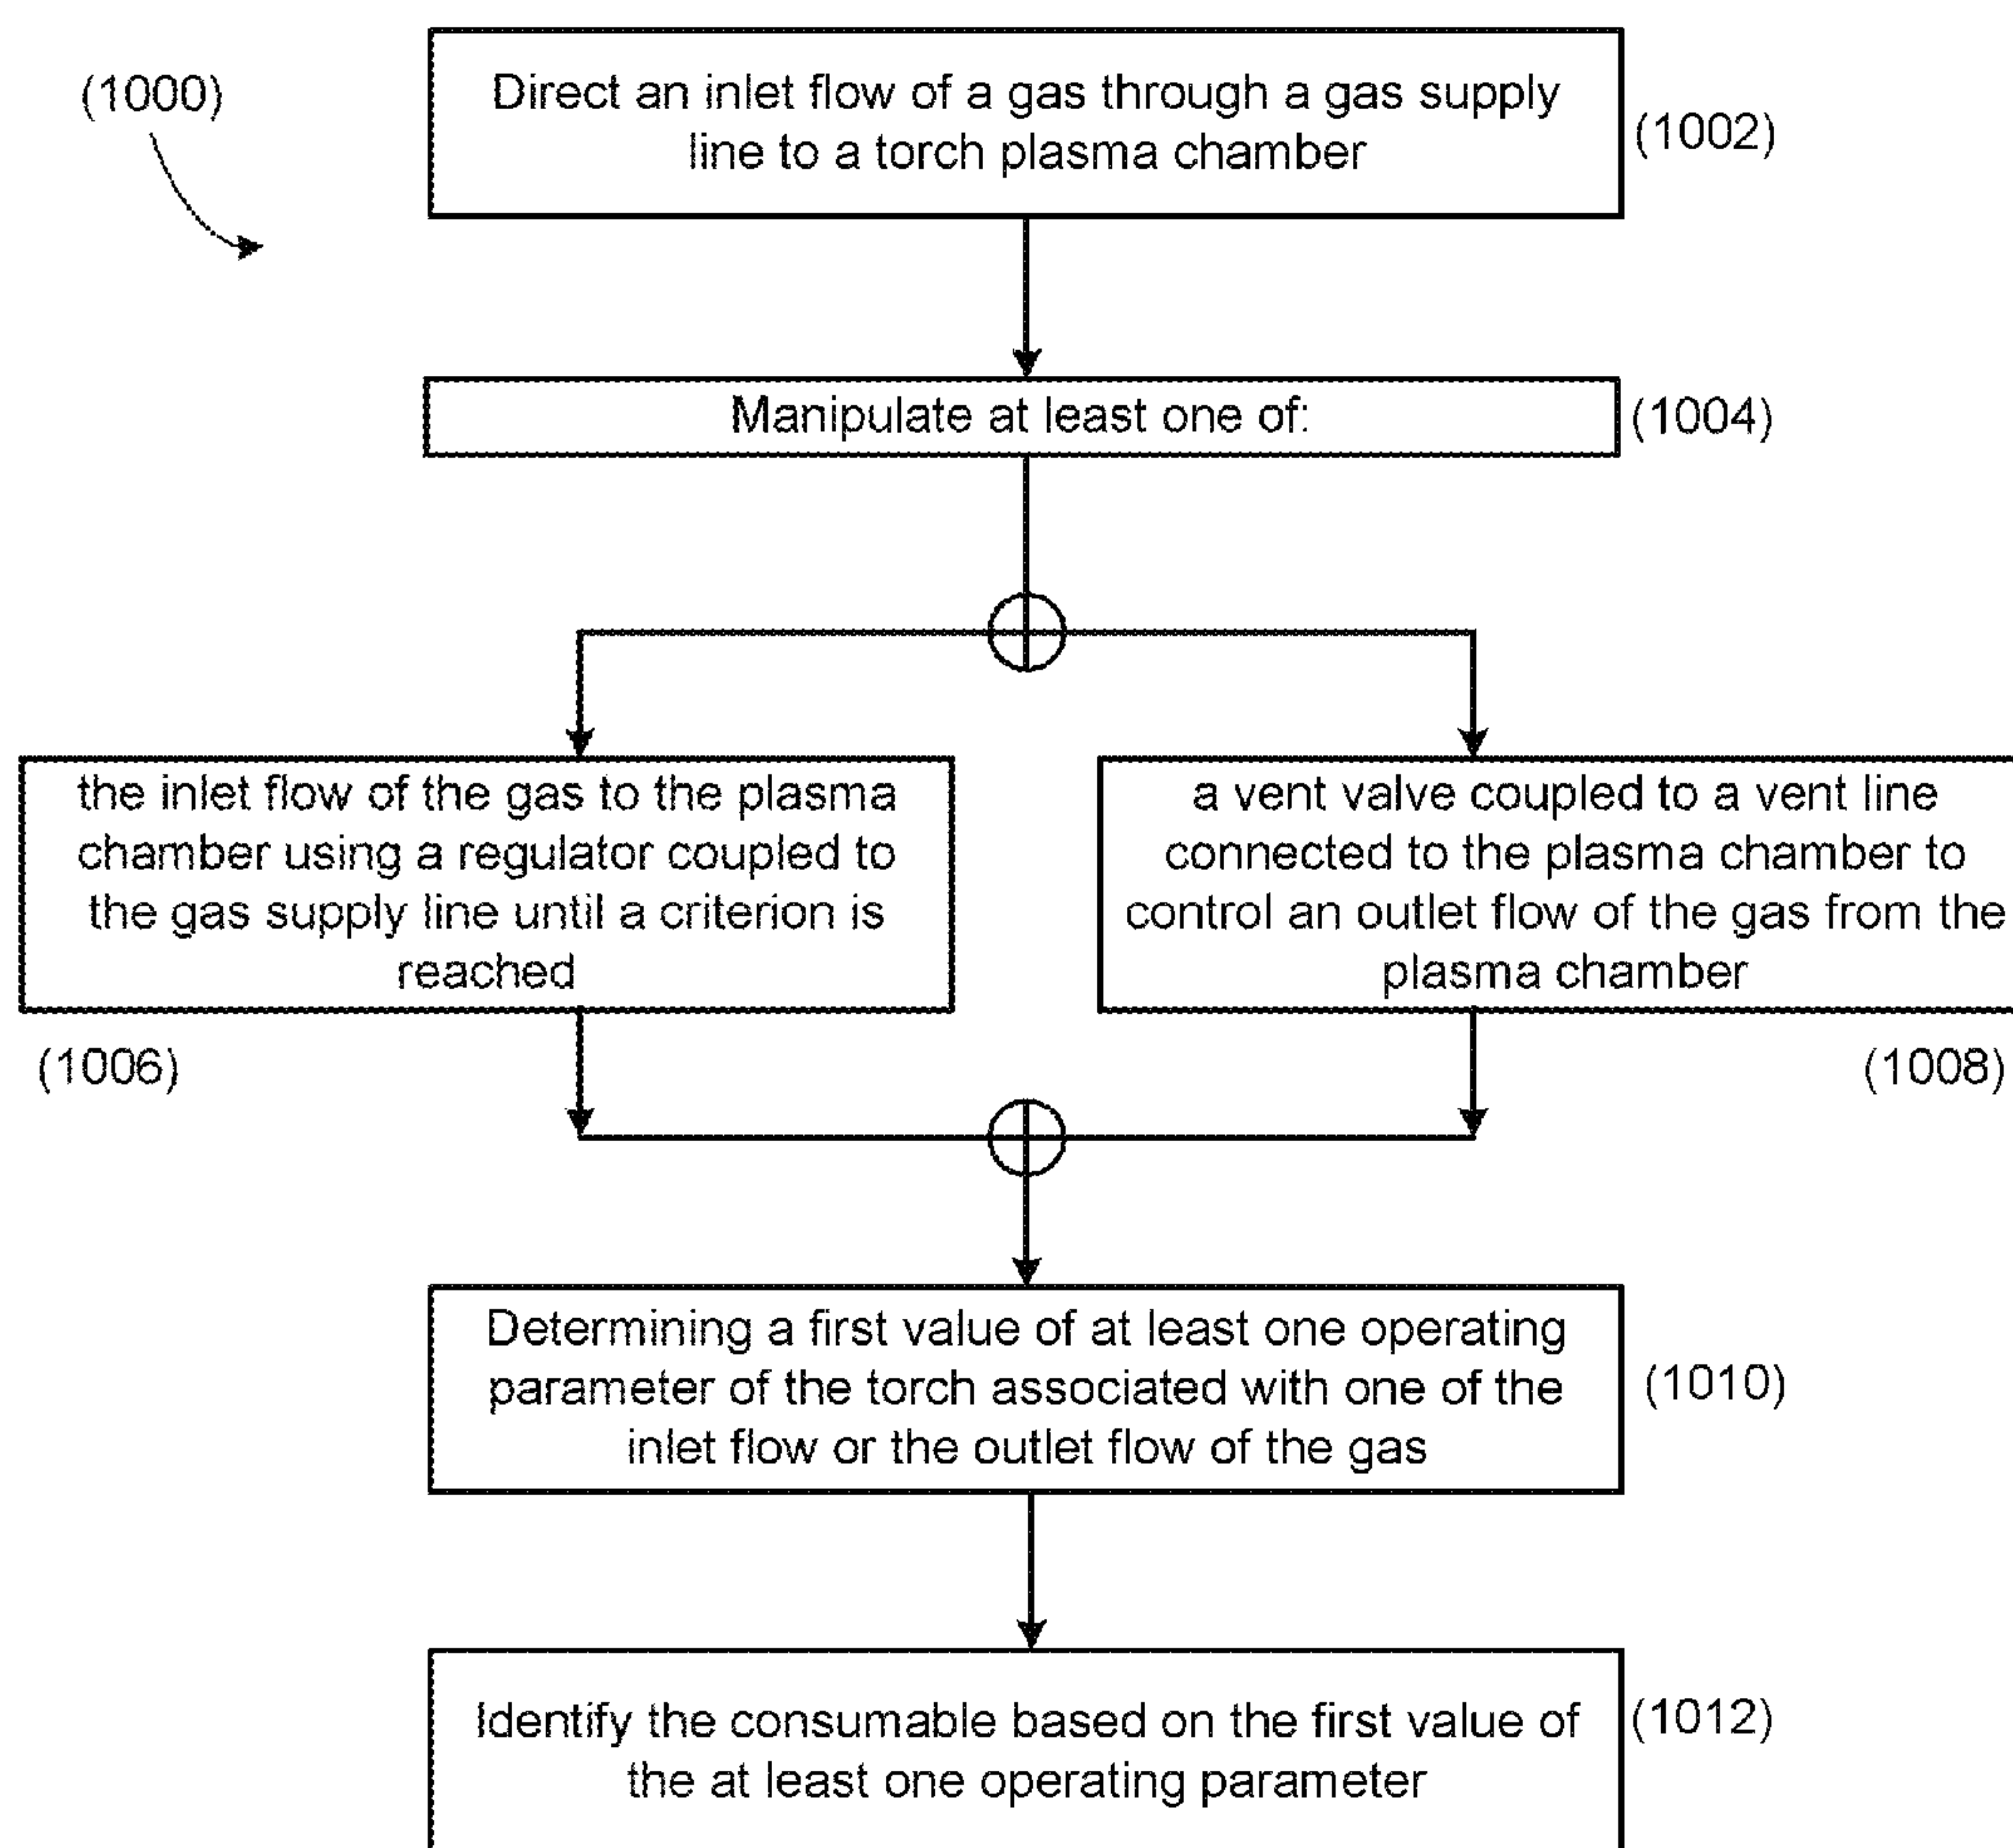 (1000)
Direct an inlet flow of a gas through a gas supply
line to a torch plasma chamber
(1002)
Manipulate at least one of:
(1004)
the inlet flow of the gas to the plasma
chamber using a regulator coupled to
the gas supply line until a criterion is
reached
(1006)
a vent valve coupled to a vent line
connected to the plasma chamber to
control an outlet flow of the gas from the
plasma chamber
(1008)
Determining a first value of at least one operating
parameter of the torch associated with one of the
inlet flow or the outlet flow of the gas
(1010)
Identify the consumable based on the first value of
the at least one operating parameter
(1012)